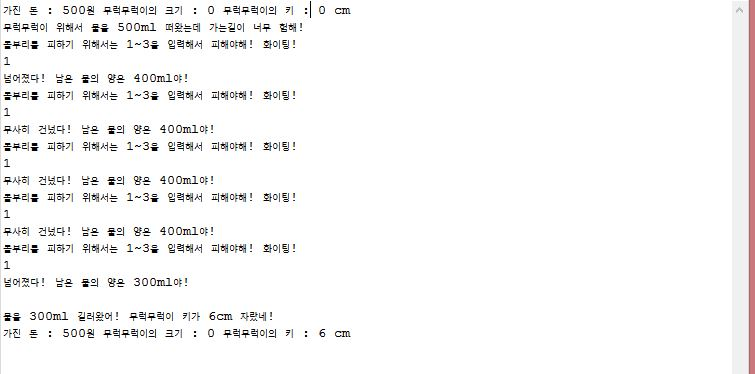 가진 돈 : 500원 무럭무럭이의 크기 : 0 무럭무럭이의 키 : 0 cm
무럭무럭이 위해서 물을 500ml 떠왔는데 가는길이 너무 험해!
돌부리를 피하기 위해서는 1~3을 입력해서 피해야해! 화이팅!
1
넘어졌다! 남은 물의 양은 400ml야!
돌부리를 피하기 위해서는 1~3을 입력해서 피해야해! 화이팅!
1
무사히 건넜다! 남은 물의 양은 400ml야!
돌부리를 피하기 위해서는 1~3을 입력해서 피해야해! 화이팅!
1
무사히 건넜다! 남은 물의 양은 400ml야!
돌부리를 피하기 위해서는 1~3을 입력해서 피해야해! 화이팅!
1
무사히 건넜다! 남은 물의 양은 400ml야!
돌부리를 피하기 위해서는 1~3을 입력해서 피해야해! 화이팅!
1
넘어졌다! 남은 물의 양은 300ml야!
물을 300ml 길러왔어! 무럭무럭이 키가 6cm 자랐네!
가진 돈 : 500원 무럭무럭이의 크기 : 0 무럭무럭이의 키 : 6 cm